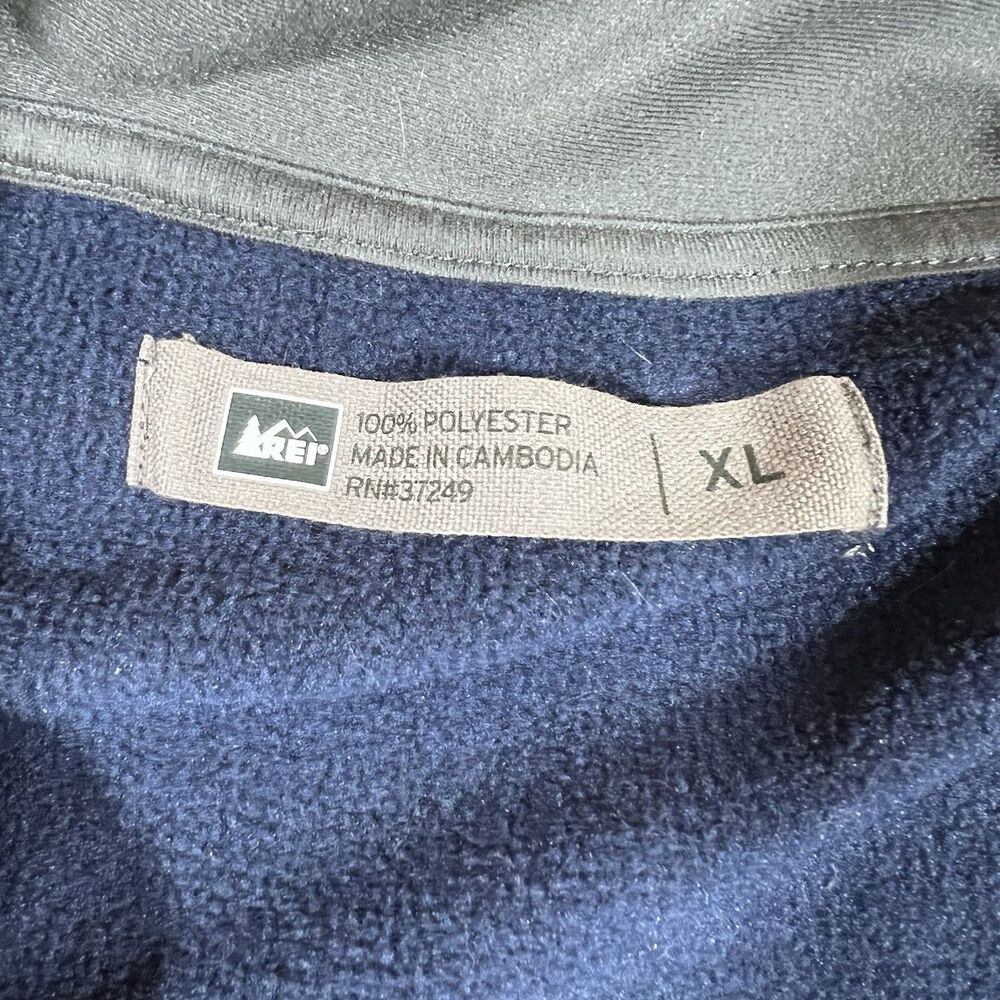 REI®
100% POLYESTER
MADE IN CAMBODIA
RN#37249
XL